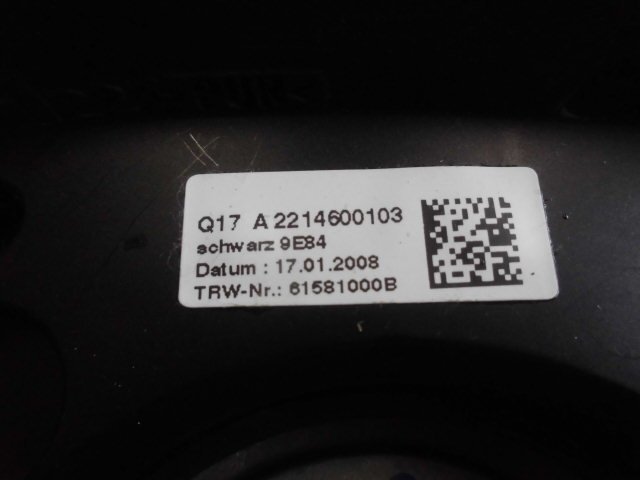 Q17 A 2214600103
schwarz 9E84
Datum : 17.01.2008
TRW-Nr.: 61581000B